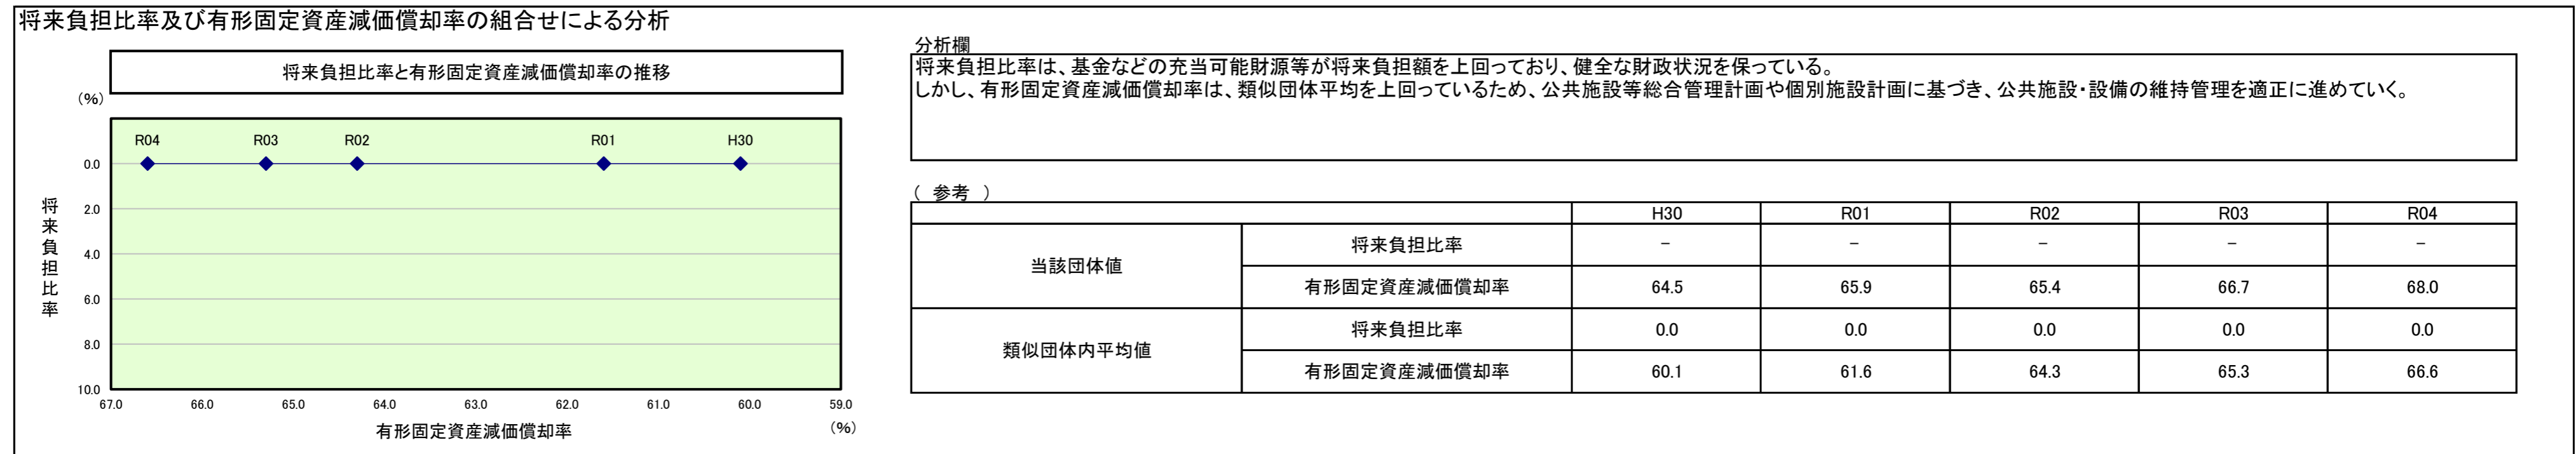 将来負担比率及び有形固定資産減価償却率の組合せによる分析
将来負担比率と有形固定資産減価償却率の推移
(%)
R04 R03 R02 R01 H30
0.0
2.0
4.0
6.0
8.0
10.0
将来負担比率
67.0 66.0 65.0 64.0 63.0 62.0 61.0 60.0 59.0
有形固定資産減価償却率
(%)
分析欄
将来負担比率は、基金などの充当可能財源等が将来負担額を上回っており、健全な財政状況を保っている。
しかし、有形固定資産減価償却率は、類似団体平均を上回っているため、公共施設等総合管理計画や個別施設計画に基づき、公共施設・設備の維持管理を適正に進めていく。
( 参考 )
H30 R01 R02 R03 R04
当該団体値
将来負担比率 - - - - -
有形固定資産減価償却率 64.5 65.9 65.4 66.7 68.0
類似団体内平均値
将来負担比率 0.0 0.0 0.0 0.0 0.0
有形固定資産減価償却率 60.1 61.6 64.3 65.3 66.6